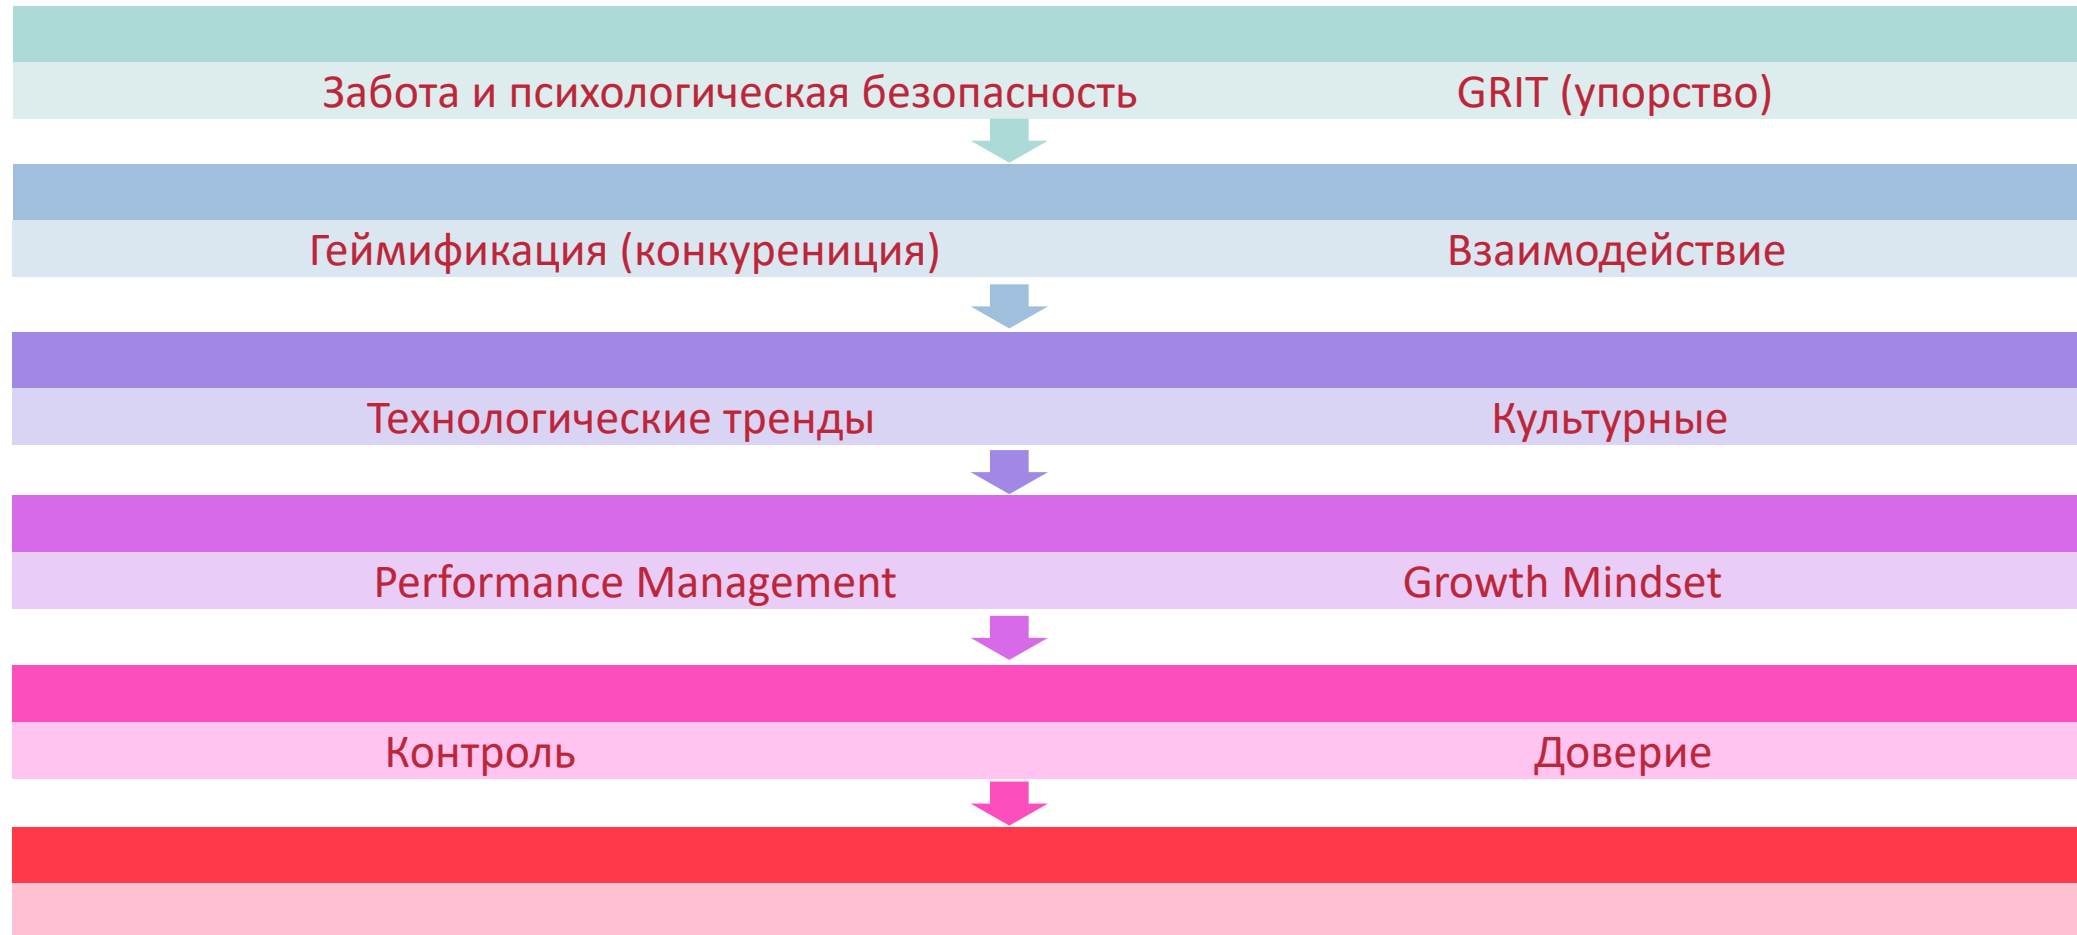 Забота и психологическая безопасность GRIT (упорство)
Геймификация (конкурениция) Взаимодействие
Технологические тренды Культурные
Performance Management Growth Mindset
Контроль Доверие